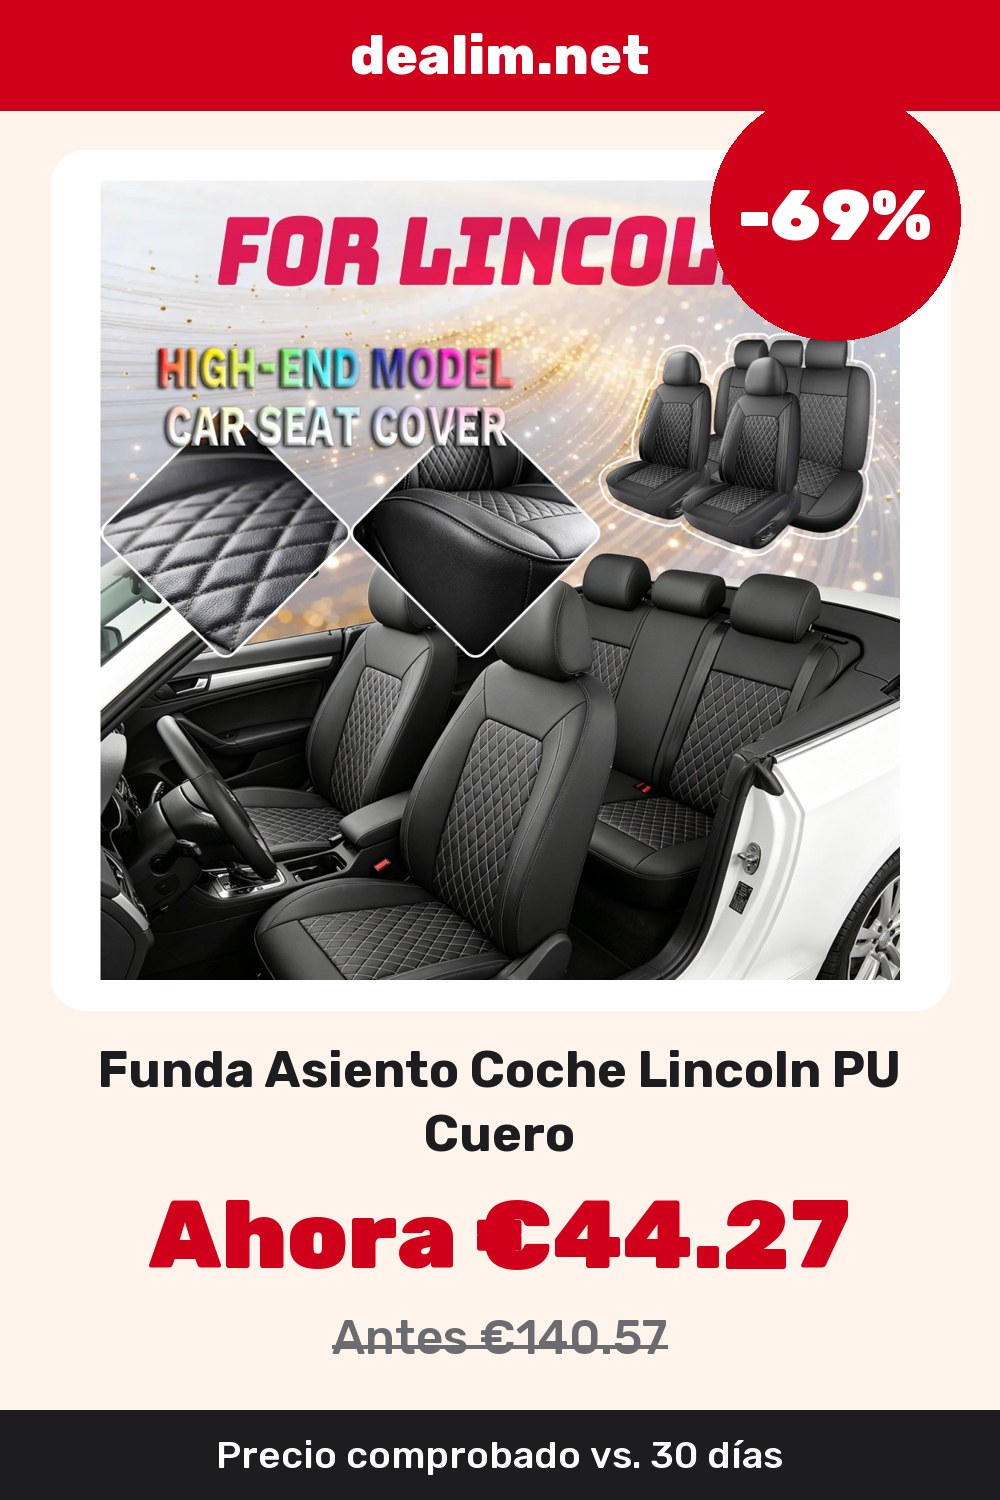 dealim.net
-69%
FOR LINCOL
HIGH-END MODEL
CAR SEAT COVER
Funda Asiento Coche Lincoln PU
Cuero
Ahora €44.27
Antes €140.57
Precio comprobado vs. 30 días